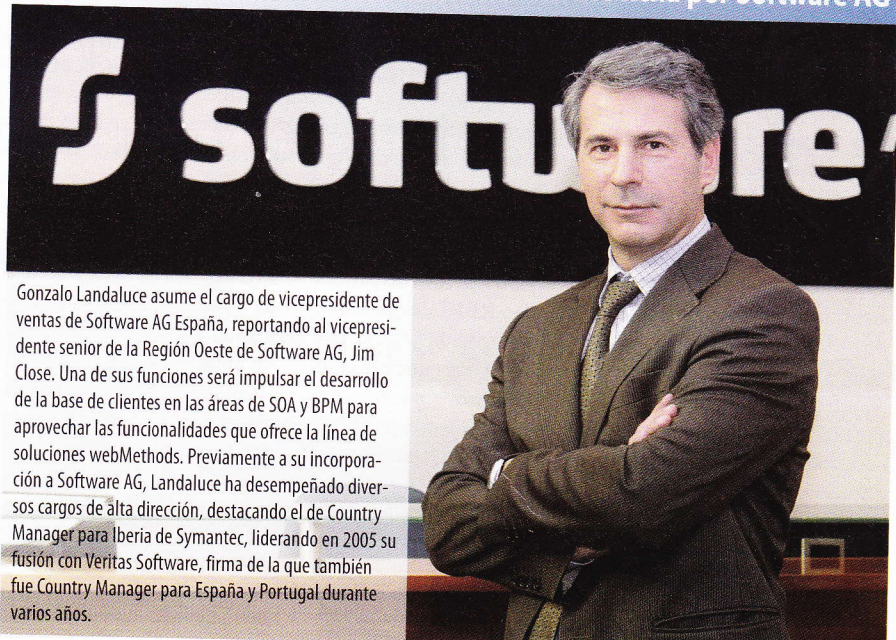 por Software AG
software
Gonzalo Landaluce asume el cargo de vicepresidente de
ventas de Software AG España, reportando al vicepresi-
dente senior de la Región Oeste de Software AG, Jim
Close. Una de sus funciones será impulsar el desarrollo
de la base de clientes en las áreas de SOA y BPM para
aprovechar las funcionalidades que ofrece la línea de
soluciones webMethods. Previamente a su incorpora-
ción a Software AG, Landaluce ha desempeñado diver-
sos cargos de alta dirección, destacando el de Country
Manager para Iberia de Symantec, liderando en 2005 su
fusión con Veritas Software, firma de la que también
fue Country Manager para España y Portugal durante
varios años.